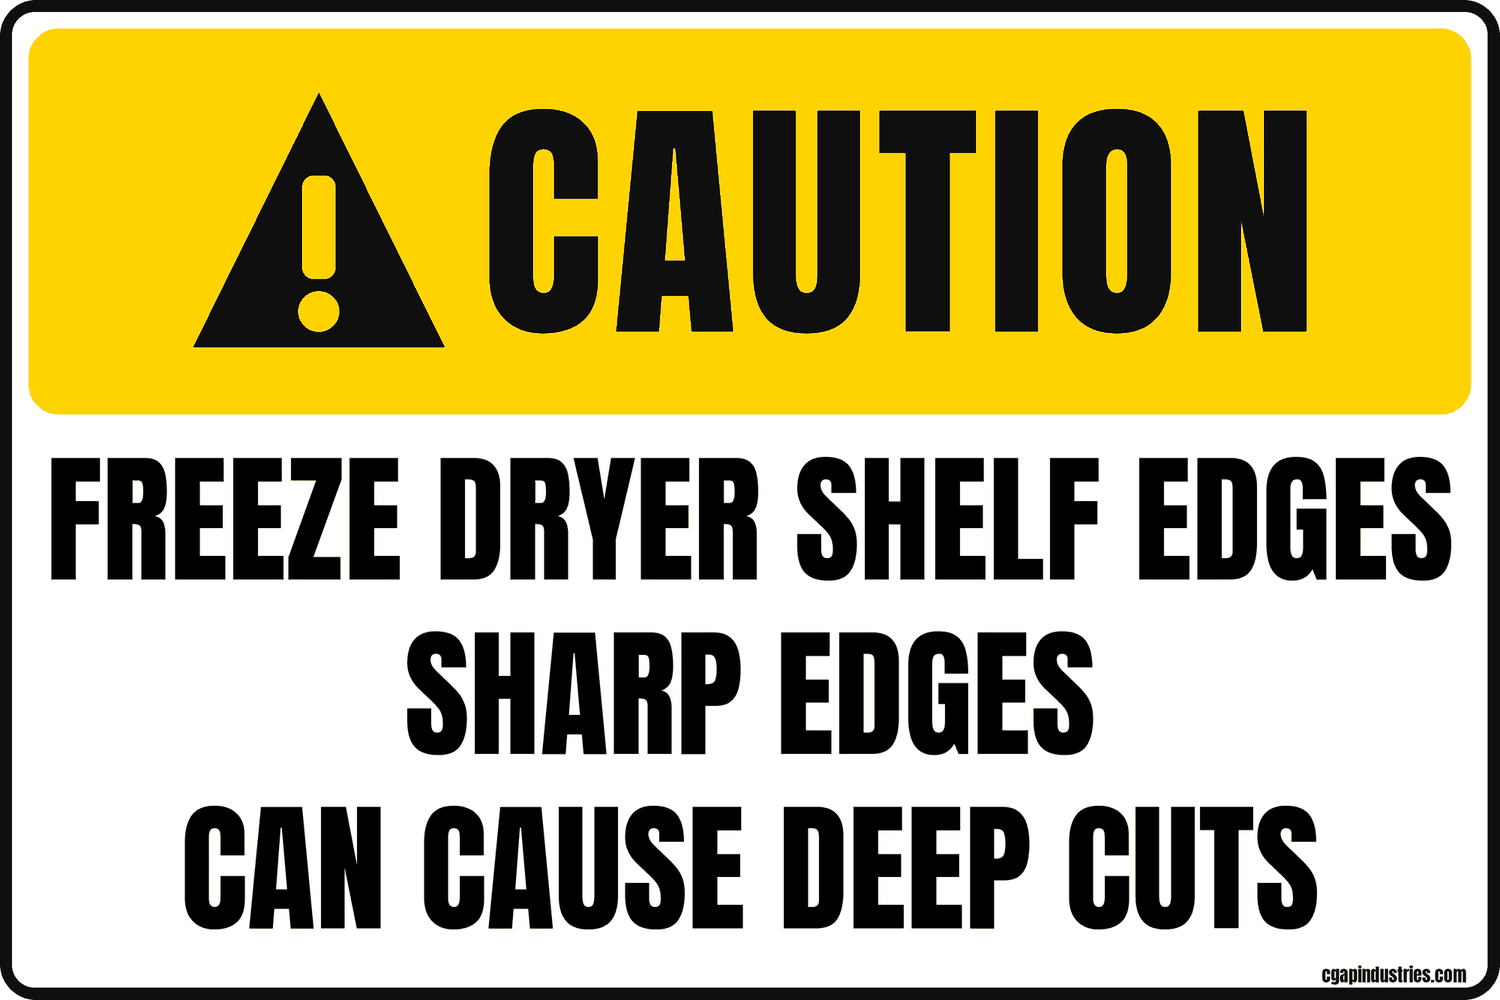 CAUTION
FREEZE DRYER SHELF EDGES
SHARP EDGES
CAN CAUSE DEEP CUTS
cgapindustries.com